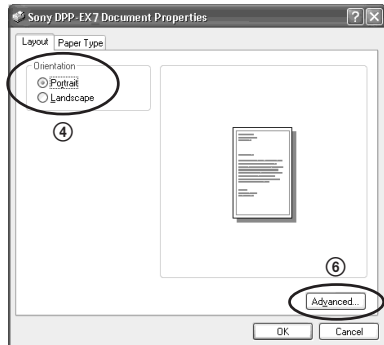 Sony DPP-EX7 Document Properties
Layout Paper Type
Orientation
Portrait
Landscape
④
⑥
Advanced...
OK Cancel